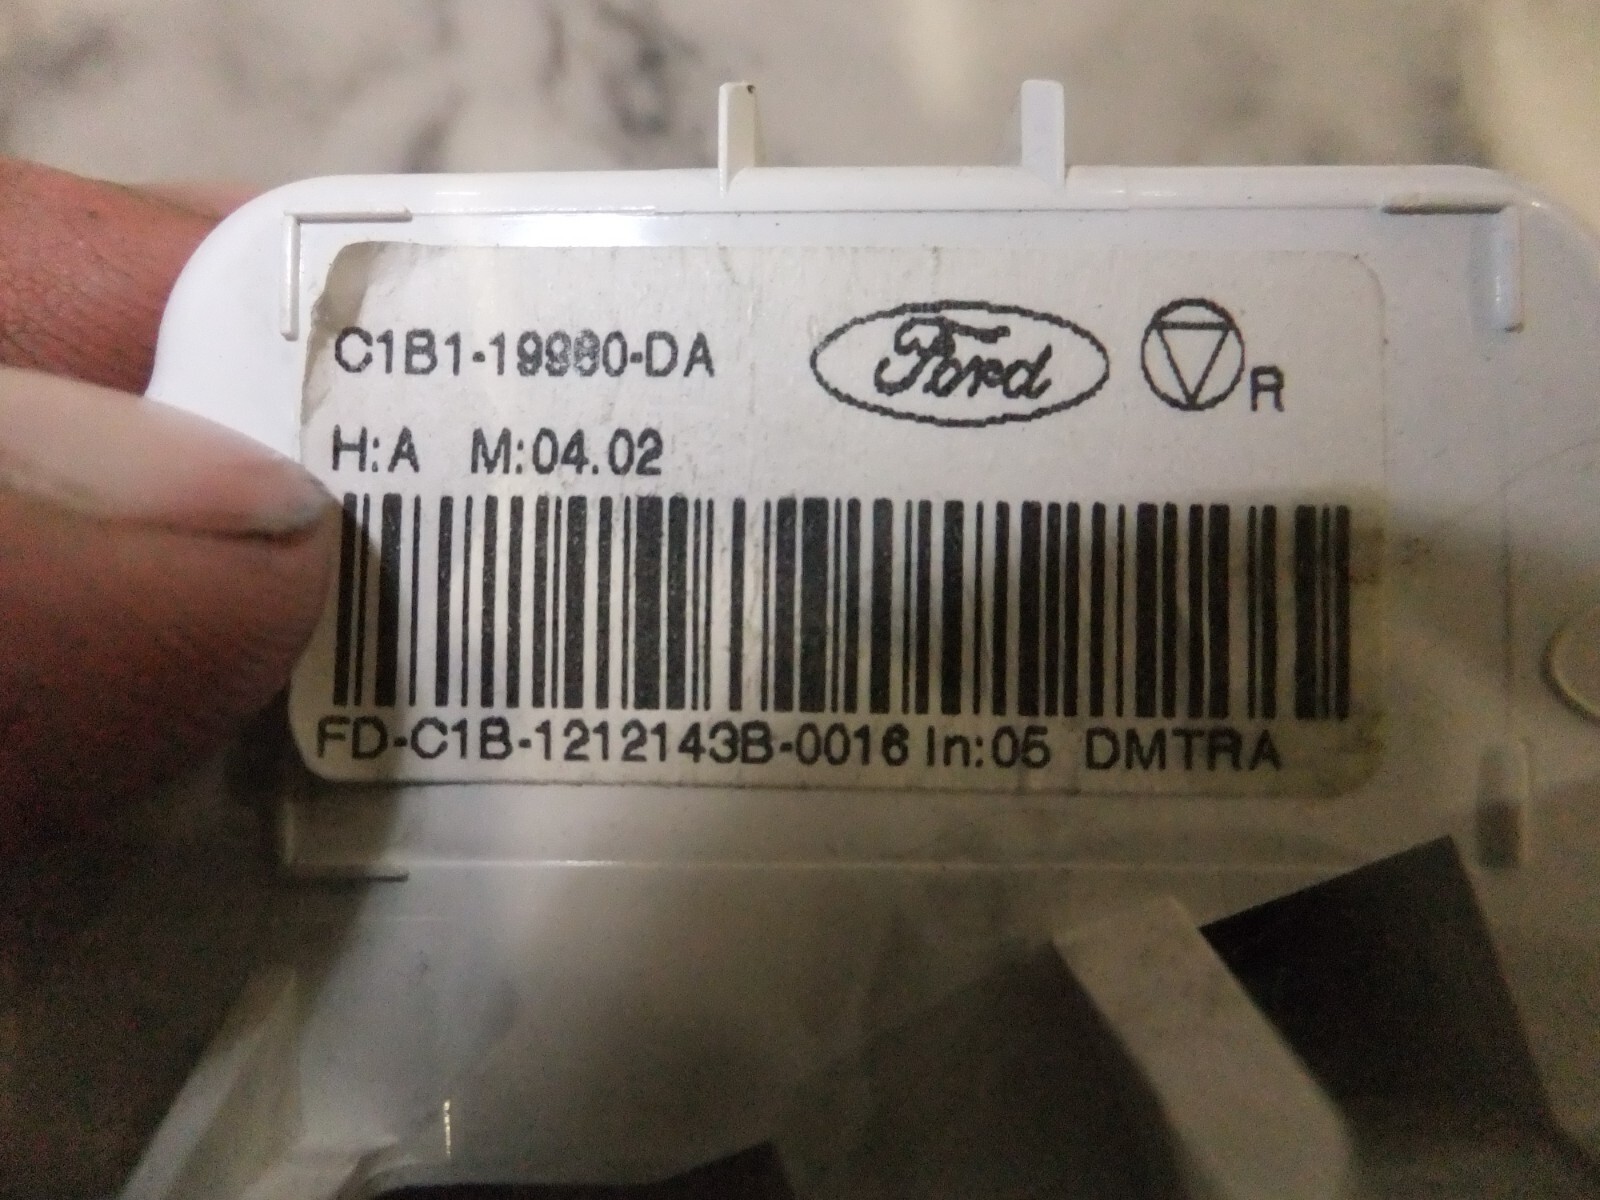 C1B1-19980-DA
Ford
R
H:A M:04.02
FD-C1B-1212143B-0016 In:05 DMTRA